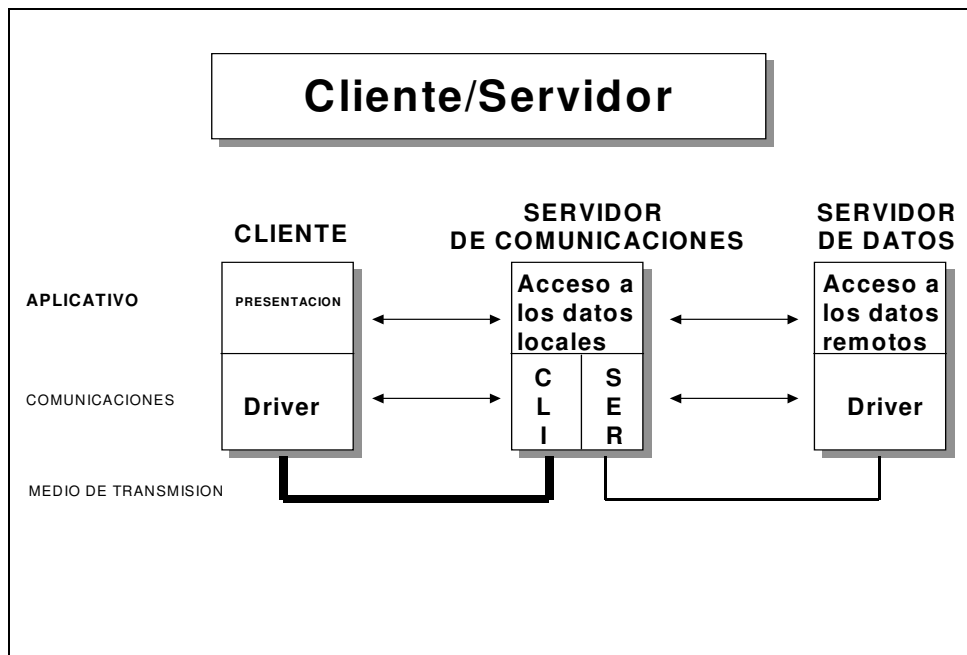 Cliente/Servidor
CLIENTE
SERVIDOR
DE COMUNICACIONES
SERVIDOR
DE DATOS
APLICATIVO
PRESENTACION
Acceso a
los datos
locales
Acceso a
los datos
remotos
COMUNICACIONES
Driver
C
L
I
S
E
R
Driver
MEDIO DE TRANSMISION